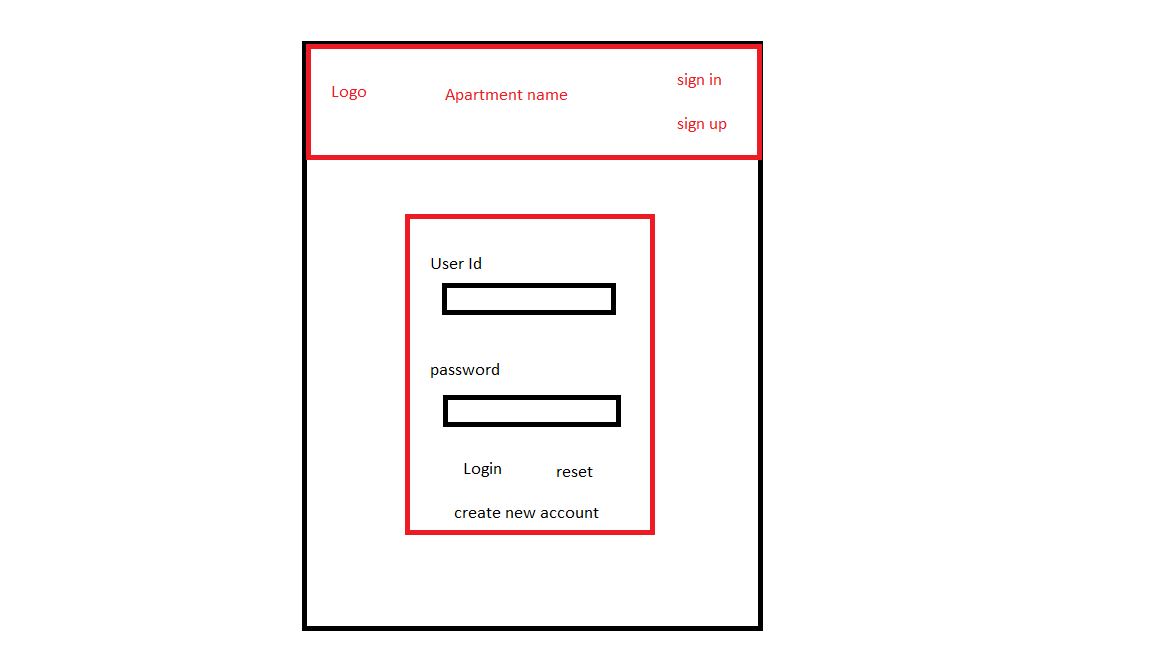 Logo
Apartment name
sign in
sign up
User Id
password
Login
reset
create new account